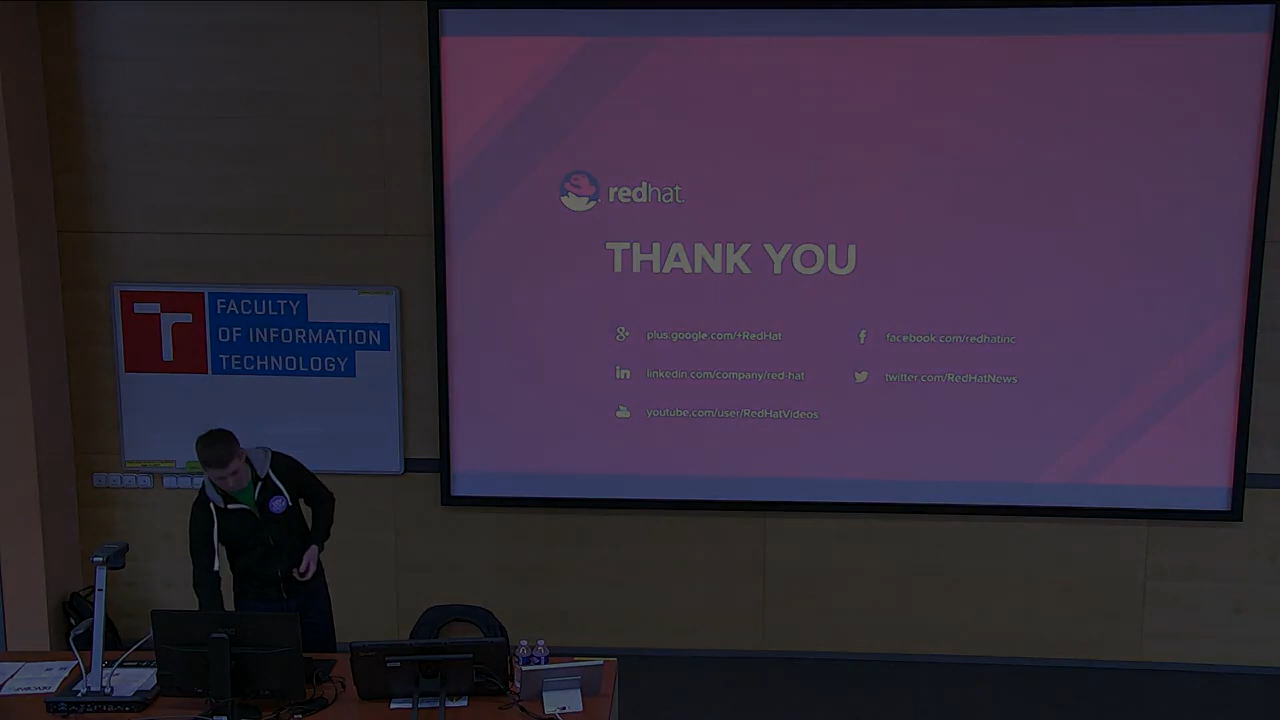 redhat.
THANK YOU
plus.google.com/+RedHat
facebook.com/redhatinc
linkedin.com/company/red-hat
twitter.com/RedHatNews
youtube.com/user/RedHatVideos
FACULTY
OF INFORMATION
TECHNOLOGY